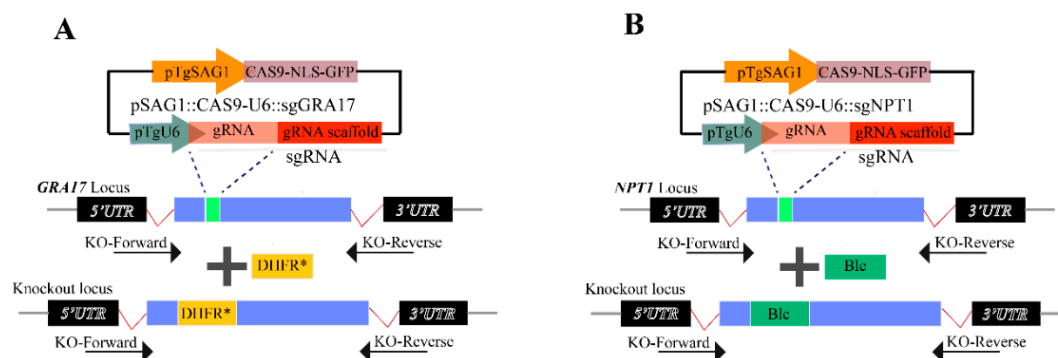 A
pTgSAG1 CAS9-NLS-GFP
pSAG1::CAS9-U6::sgGRA17
pTgU6 gRNA gRNA scaffold
sgRNA
GRA17 Locus
5'UTR 3'UTR
KO-Forward KO-Reverse
DHFR*
Knockout locus
5'UTR DHFR* 3'UTR
KO-Forward KO-Reverse
B
pTgSAG1 CAS9-NLS-GFP
pSAG1::CAS9-U6::sgNPT1
pTgU6 gRNA gRNA scaffold
sgRNA
NPT1 Locus
5'UTR 3'UTR
KO-Forward KO-Reverse
Ble
Knockout locus
5'UTR Ble 3'UTR
KO-Forward KO-Reverse